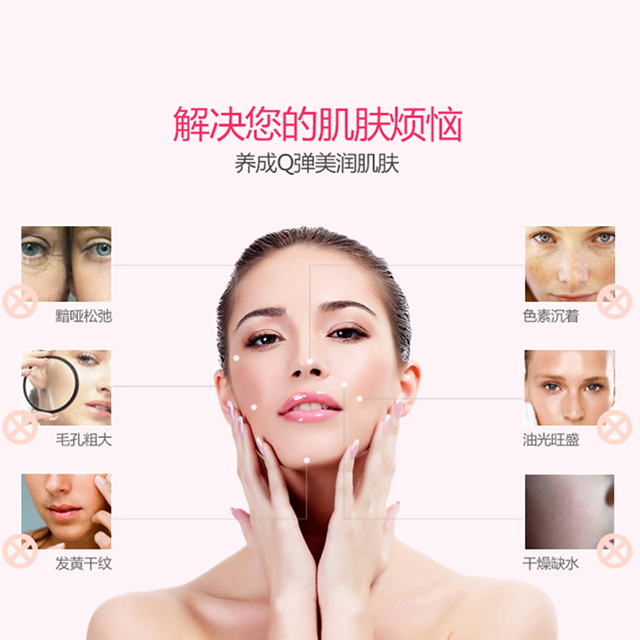 解决您的肌肤烦恼
养成Q弹美润肌肤
黯哑松弛
色素沉着
毛孔粗大
油光旺盛
发黄干纹
干燥缺水